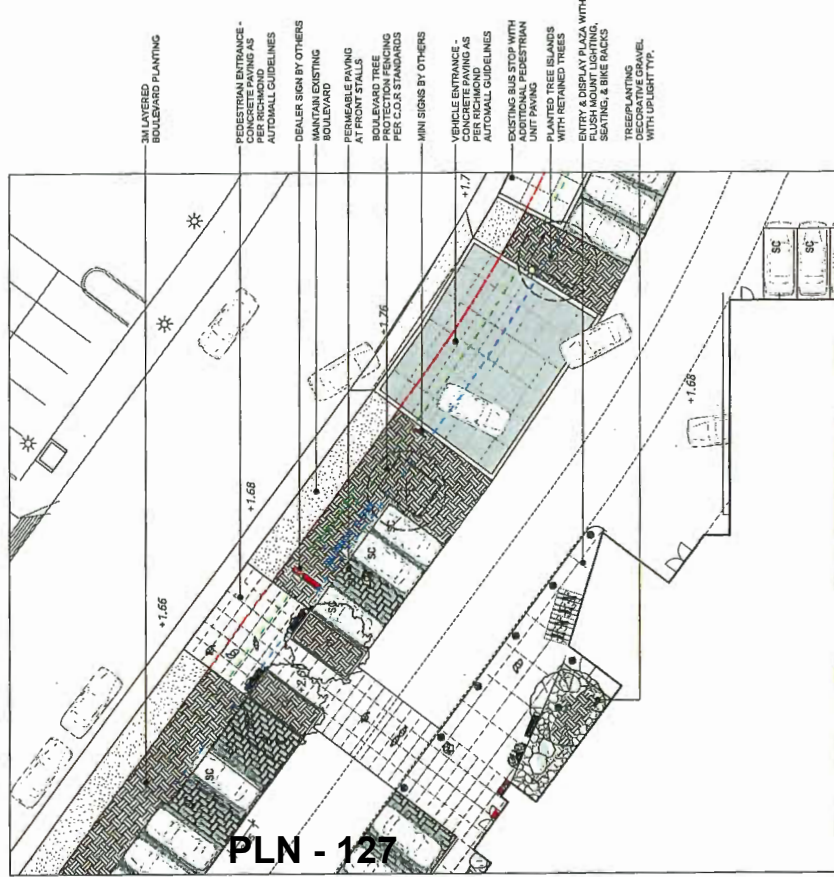 3M LAYERED
BOULEVARD PLANTING
PEDESTRIAN ENTRANCE -
CONCRETE PAVING AS
PER RICHMOND
AUTOMALL GUIDELINES
DEALER SIGN BY OTHERS
MAINTAIN EXISTING
BOULEVARD
PERMEABLE PAVING
AT FRONT STALLS
BOULEVARD TREE
PROTECTION FENCING
PER C.O.R STANDARDS
MINI SIGNS BY OTHERS
VEHICLE ENTRANCE -
CONCRETE PAVING AS
PER RICHMOND
AUTOMALL GUIDELINES
EXISTING BUS STOP WITH
ADDITIONAL PEDESTRIAN
UNIT PAVING
PLANTED TREE ISLANDS
WITH RETAINED TREES
ENTRY & DISPLAY PLAZA WITH
FLUSH MOUNT LIGHTING,
SEATING, & BIKE RACKS
TREE/PLANTING
DECORATIVE GRAVEL
WITH UPLIGHT TYP.
+1.66
+1.68
+1.76
+1.7
+1.68
SC
SC
SC
SC
SC
SC
PLN - 127